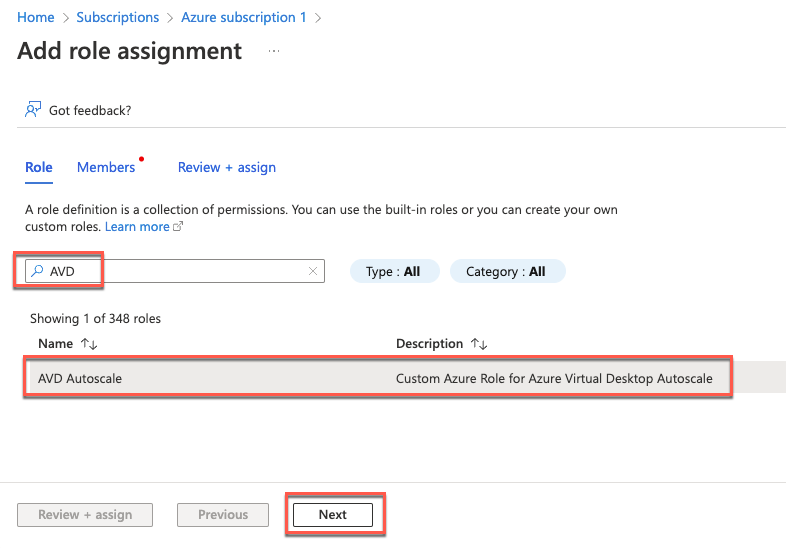 Home > Subscriptions > Azure subscription 1 >
Add role assignment ...
Got feedback?
Role Members Review + assign
A role definition is a collection of permissions. You can use the built-in roles or you can create your own
custom roles. Learn more
AVD Type : All Category : All
Showing 1 of 348 roles
Name ↑↓ Description ↑↓
AVD Autoscale Custom Azure Role for Azure Virtual Desktop Autoscale
Review + assign Previous Next